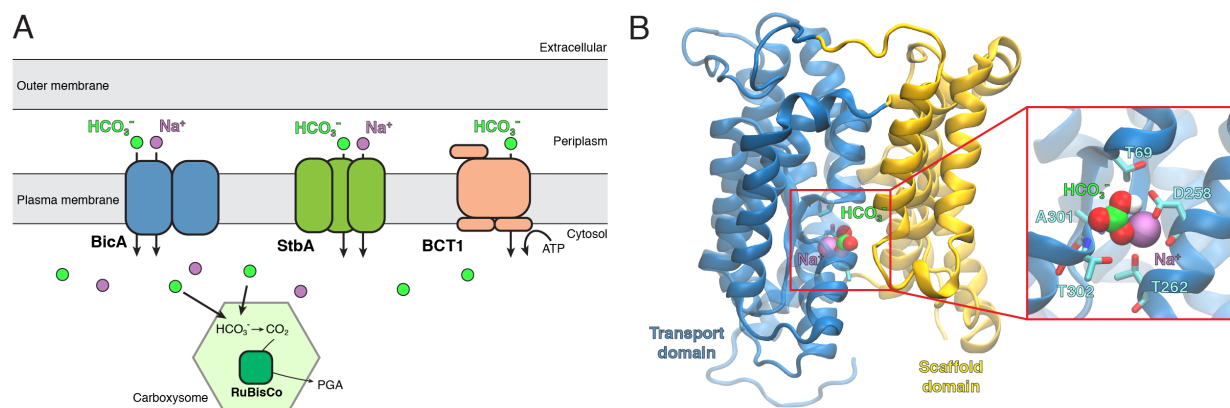 A
Extracellular
Outer membrane
HCO₃⁻ Na⁺
HCO₃⁻ Na⁺
HCO₃⁻
Periplasm
Plasma membrane
BicA
StbA
BCT1
Cytosol
ATP
HCO₃⁻→CO₂
RuBisCo
PGA
Carboxysome
B
HCO₃⁻
Na⁺
Transport
domain
Scaffold
domain
T69
HCO₃⁻
D258
A301
Na⁺
T302
T262